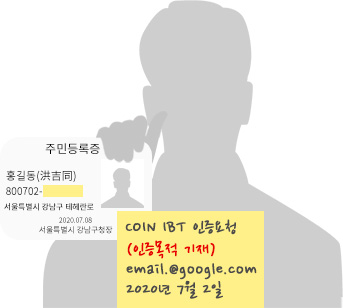 주민등록증
홍길동(洪吉同)
800702-
서울특별시 강남구 테헤란로
2020.07.08
서울특별시 강남구청장
COIN IBT 인증요청
(인증목적 기재)
email.@google.com
2020년 7월 2일